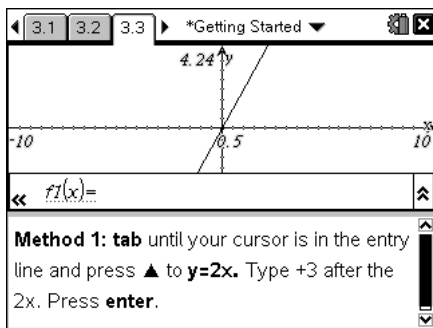 3.1 3.2 3.3 *Getting Started
4.24 y
x
-10 0.5 10
f1(x)=
Method 1: tab until your cursor is in the entry
line and press ▲ to y=2x. Type +3 after the
2x. Press enter.